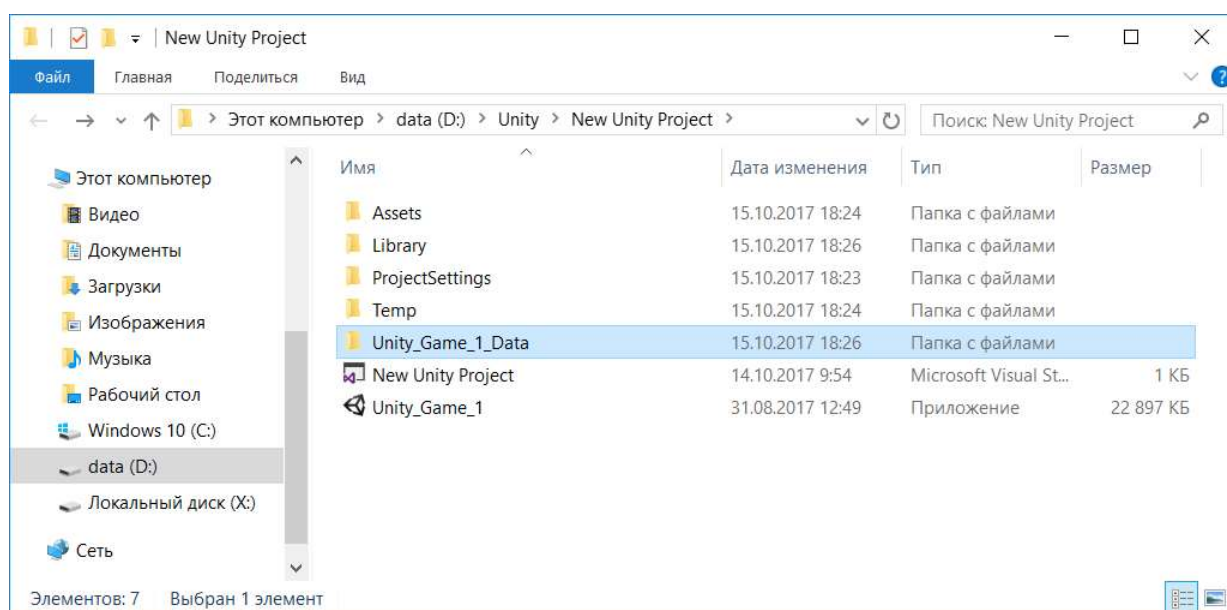 New Unity Project
Файл Главная Поделиться Вид
Этот компьютер > data (D:) > Unity > New Unity Project > Поиск: New Unity Project
Имя Дата изменения Тип Размер
Этот компьютер
Видео
Документы
Загрузки
Изображения
Музыка
Рабочий стол
Windows 10 (C:)
data (D:)
Локальный диск (X:)
Сеть
Assets 15.10.2017 18:24 Папка с файлами
Library 15.10.2017 18:26 Папка с файлами
ProjectSettings 15.10.2017 18:23 Папка с файлами
Temp 15.10.2017 18:24 Папка с файлами
Unity_Game_1_Data 15.10.2017 18:26 Папка с файлами
New Unity Project 14.10.2017 9:54 Microsoft Visual St... 1 КБ
Unity_Game_1 31.08.2017 12:49 Приложение 22 897 КБ
Элементов: 7 Выбран 1 элемент